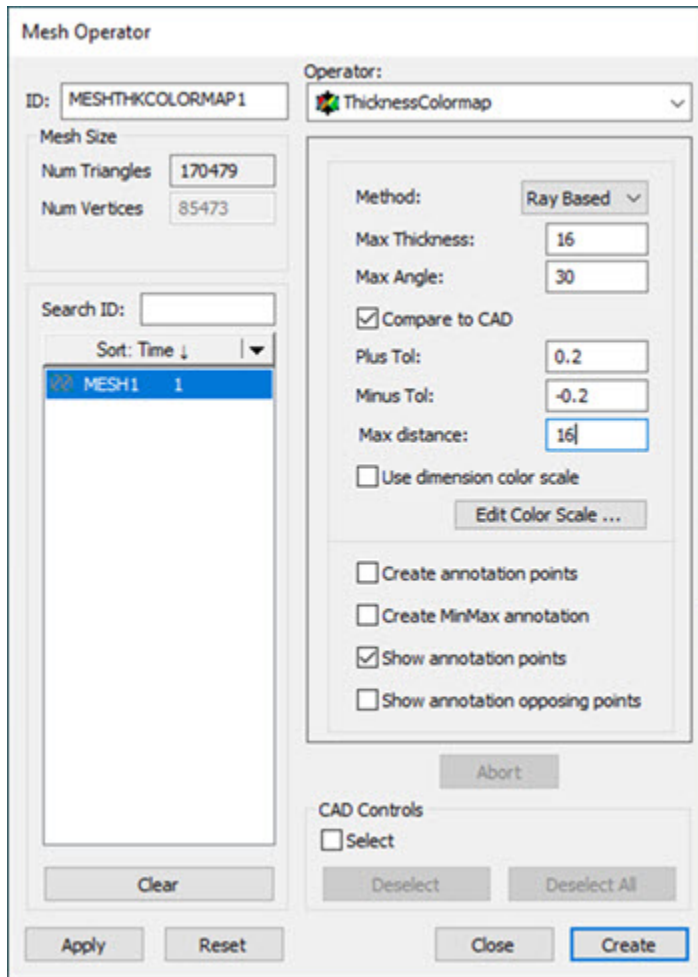 Mesh Operator
ID: MESHTHKCOLORMAP1
Mesh Size
Num Triangles 170479
Num Vertices 85473
Search ID:
Sort: Time ↓
MESH1 1
Clear
Apply Reset
Operator:
ThicknessColormap
Method: Ray Based
Max Thickness: 16
Max Angle: 30
Compare to CAD
Plus Tol: 0.2
Minus Tol: -0.2
Max distance: 16
Use dimension color scale
Edit Color Scale ...
Create annotation points
Create MinMax annotation
Show annotation points
Show annotation opposing points
Abort
CAD Controls
Select
Deselect Deselect All
Close Create